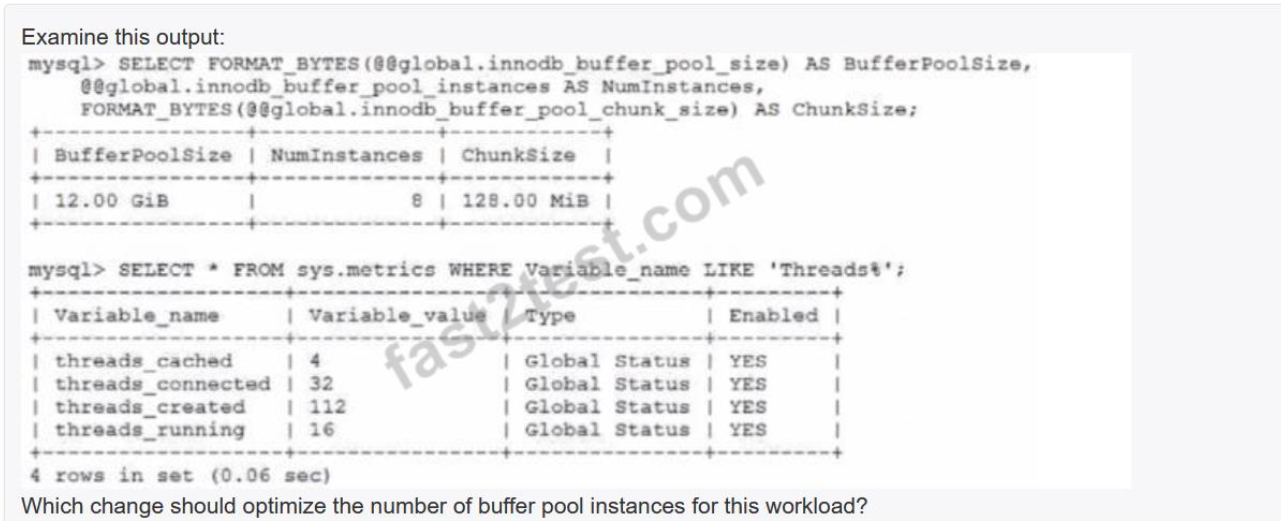 Examine this output:
mysql> SELECT FORMAT_BYTES(@@global.innodb_buffer_pool_size) AS BufferPoolSize,
@@global.innodb_buffer_pool_instances AS NumInstances,
FORMAT_BYTES(@@global.innodb_buffer_pool_chunk_size) AS ChunkSize;
+----------------+--------------+------------+
| BufferPoolSize | NumInstances | ChunkSize |
+----------------+--------------+------------+
| 12.00 GiB | 8 | 128.00 MiB |
+----------------+--------------+------------+
mysql> SELECT * FROM sys.metrics WHERE Variable_name LIKE 'Threads%';
+-------------------+----------------+---------------+---------+
| Variable_name | Variable_value | Type | Enabled |
+-------------------+----------------+---------------+---------+
| threads_cached | 4 | Global Status | YES |
| threads_connected | 32 | Global Status | YES |
| threads_created | 112 | Global Status | YES |
| threads_running | 16 | Global Status | YES |
+-------------------+----------------+---------------+---------+
4 rows in set (0.06 sec)
Which change should optimize the number of buffer pool instances for this workload?
fast2test.com